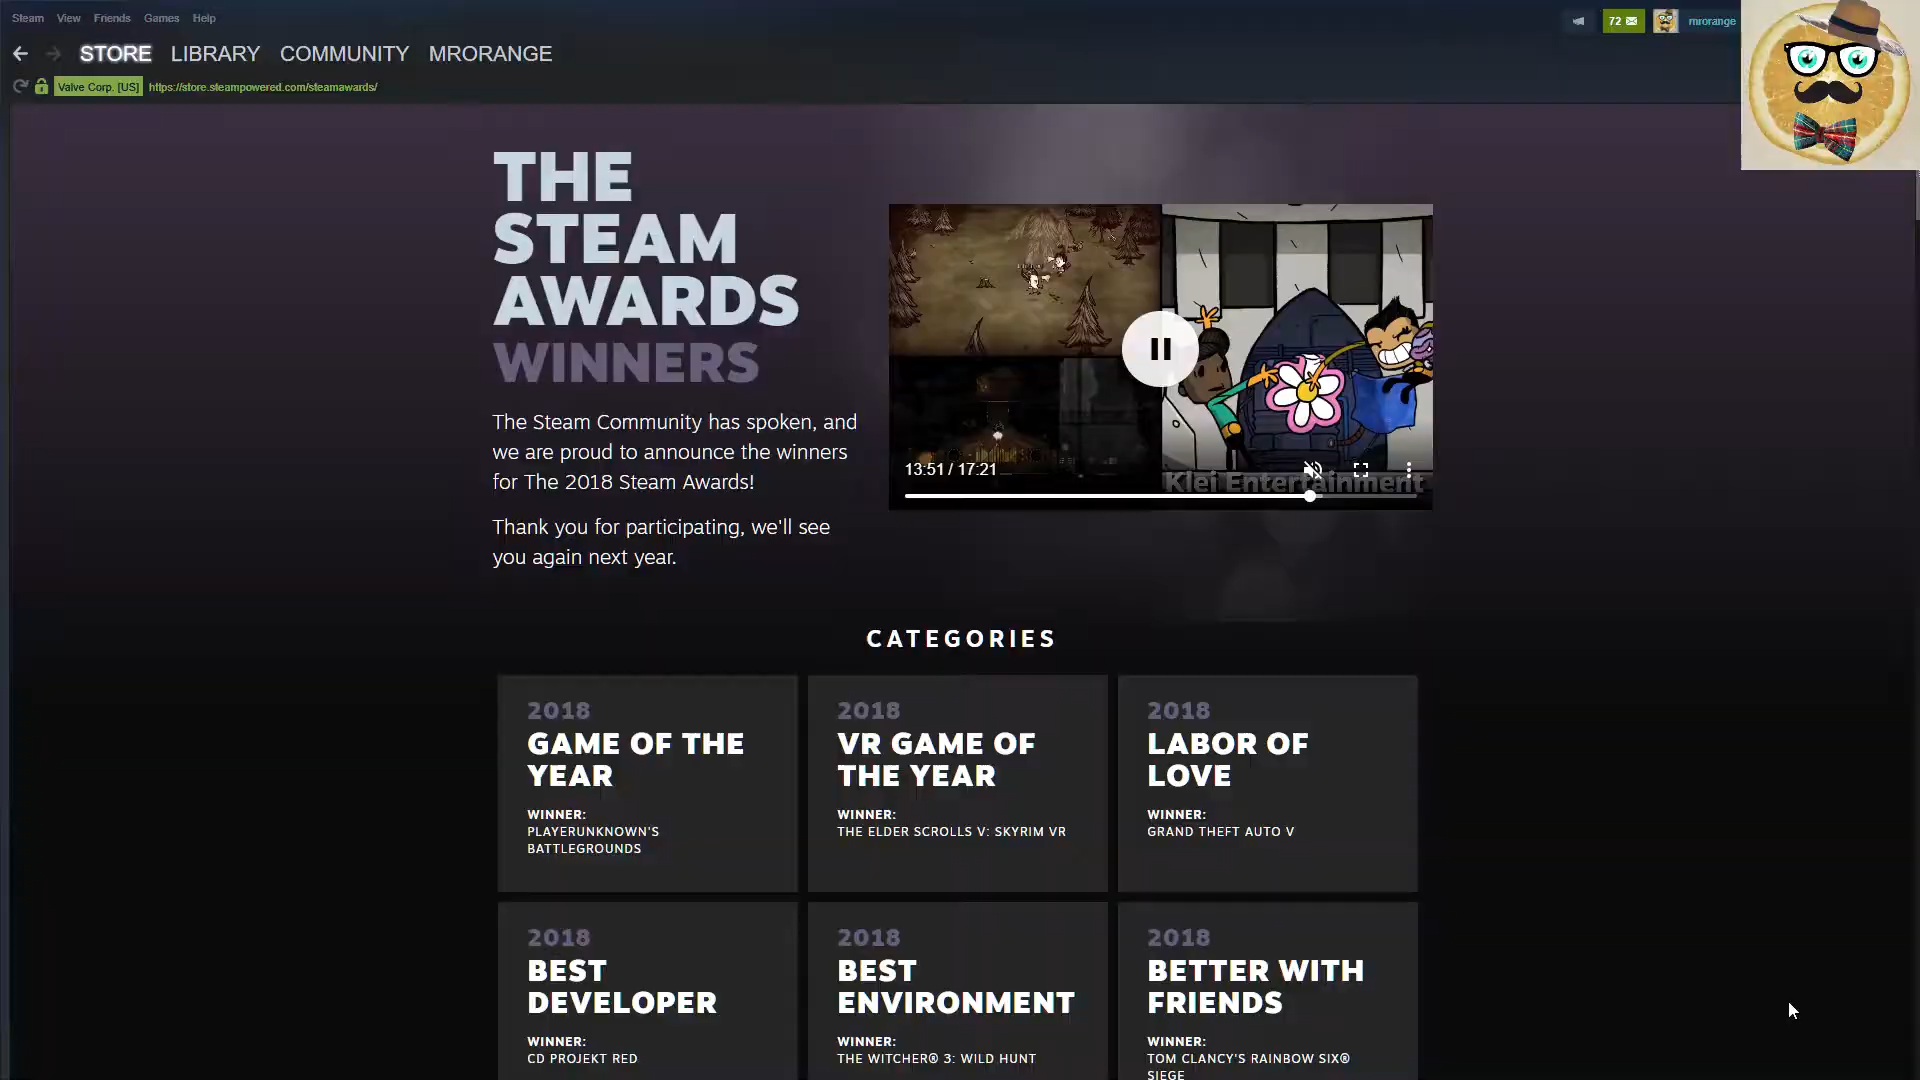 Steam View Friends Games Help
72
mrorange
STORE LIBRARY COMMUNITY MRORANGE
Valve Corp. [US] https://store.steampowered.com/steamawards/
THE
STEAM
AWARDS
WINNERS
The Steam Community has spoken, and
we are proud to announce the winners
for The 2018 Steam Awards!
Thank you for participating, we'll see
you again next year.
13:51 / 17:21
Klei Entertainment
CATEGORIES
2018
GAME OF THE
YEAR
WINNER:
PLAYERUNKNOWN'S
BATTLEGROUNDS
2018
VR GAME OF
THE YEAR
WINNER:
THE ELDER SCROLLS V: SKYRIM VR
2018
LABOR OF
LOVE
WINNER:
GRAND THEFT AUTO V
2018
BEST
DEVELOPER
WINNER:
CD PROJEKT RED
2018
BEST
ENVIRONMENT
WINNER:
THE WITCHER® 3: WILD HUNT
2018
BETTER WITH
FRIENDS
WINNER:
TOM CLANCY'S RAINBOW SIX®
SIEGE